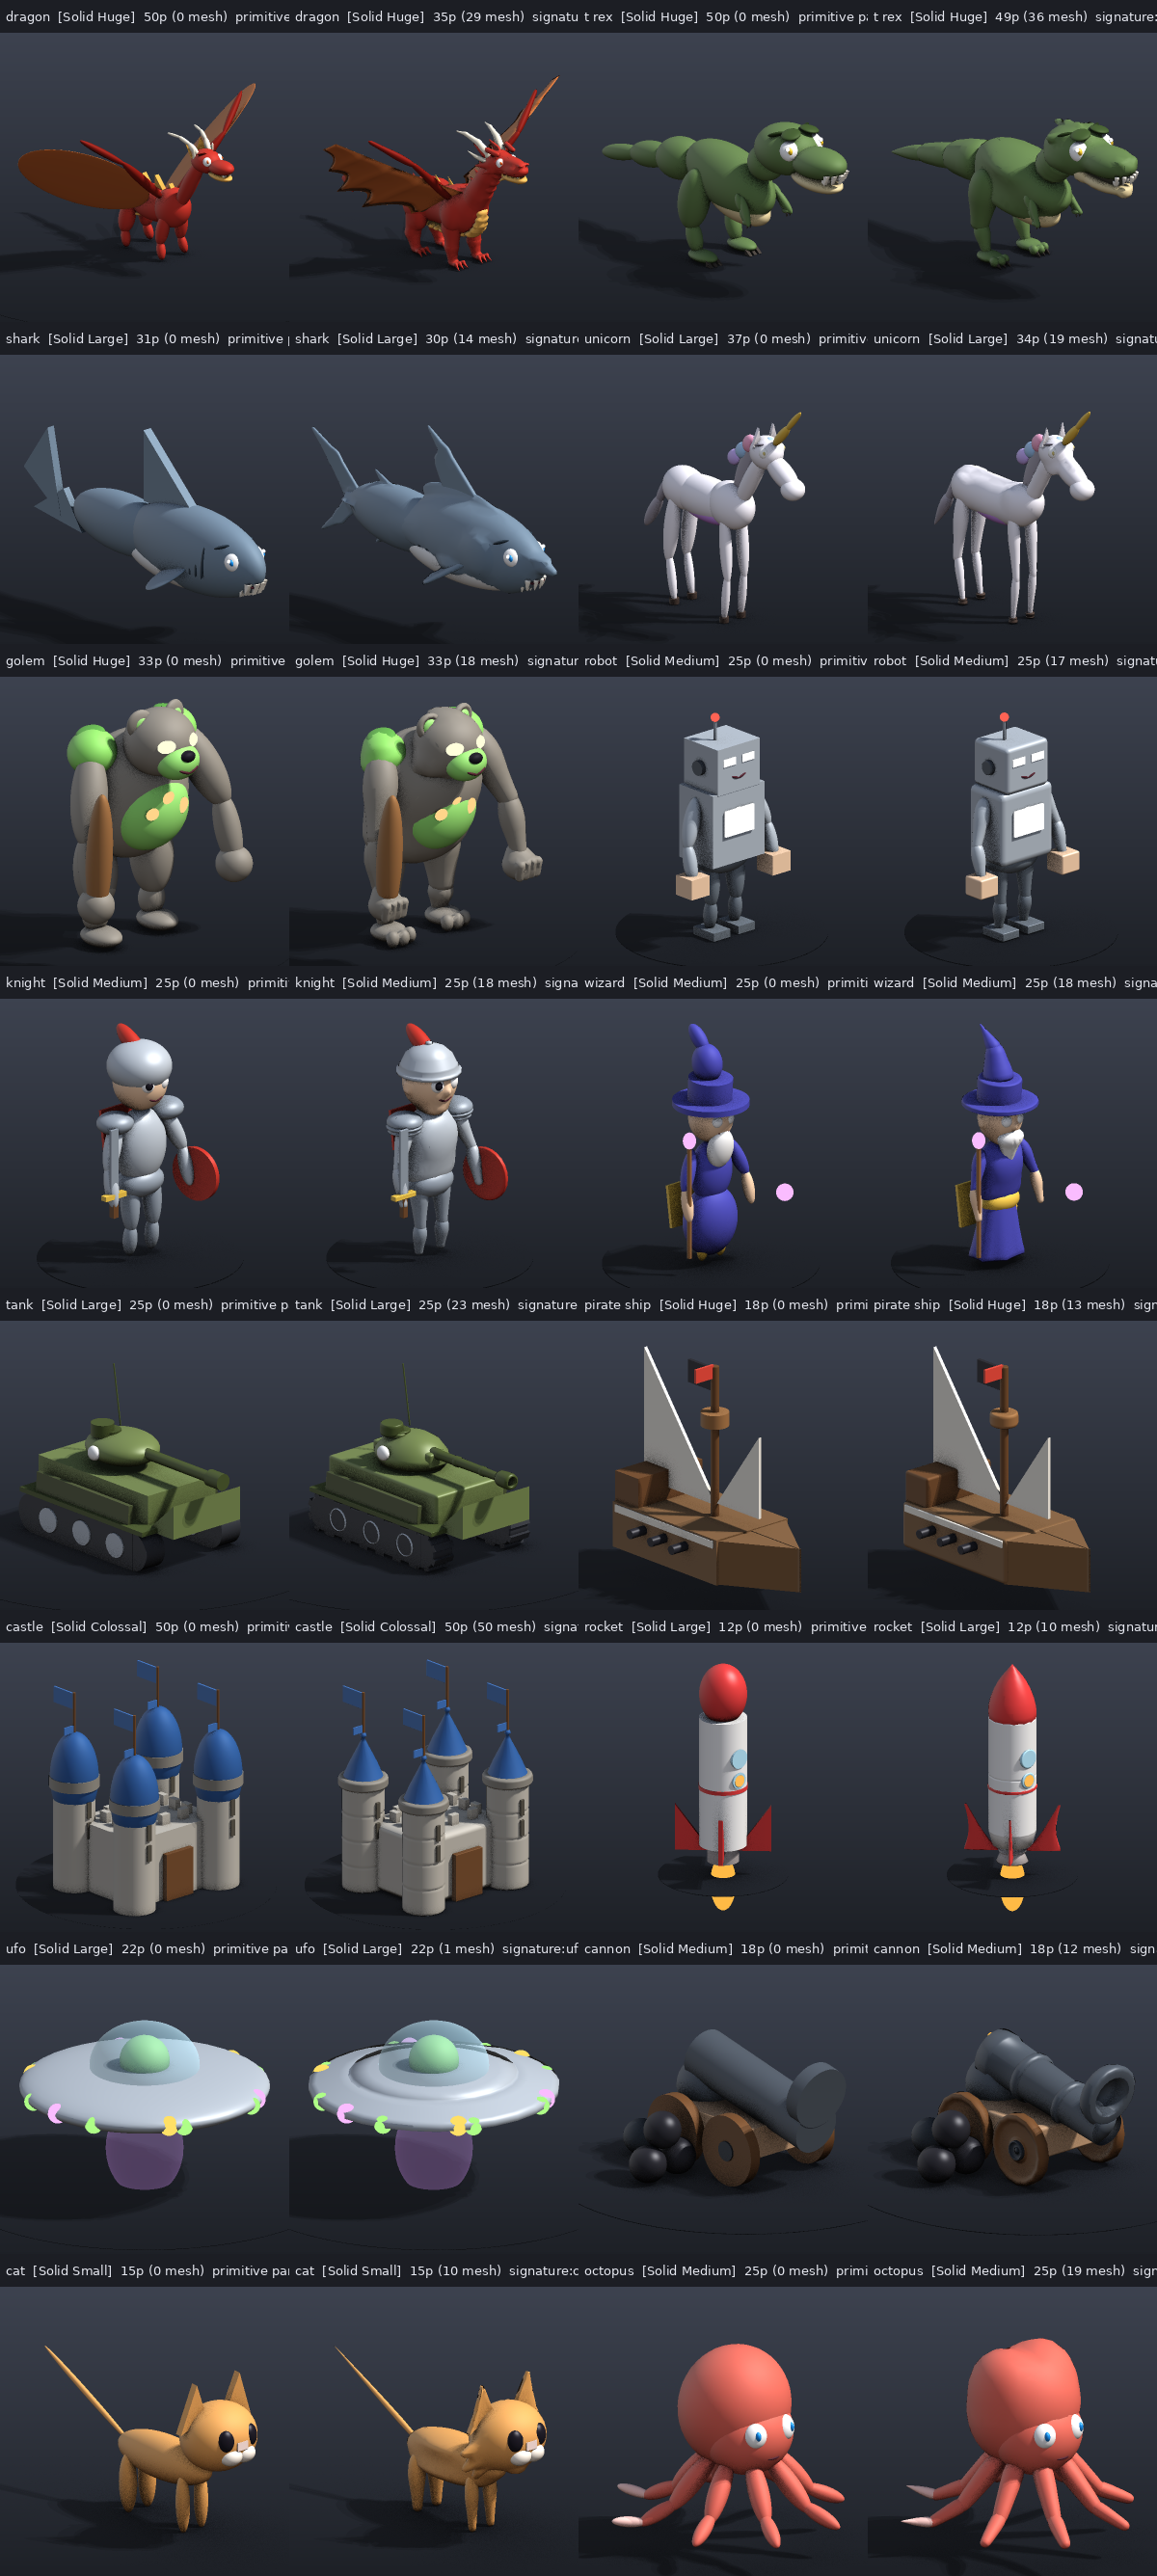 dragon [Solid Huge] 50p (0 mesh) primitive dragon [Solid Huge] 35p (29 mesh) signatu t rex [Solid Huge] 50p (0 mesh) primitive pa t rex [Solid Huge] 49p (36 mesh) signature:
shark [Solid Large] 31p (0 mesh) primitive shark [Solid Large] 30p (14 mesh) signature unicorn [Solid Large] 37p (0 mesh) primitiv unicorn [Solid Large] 34p (19 mesh) signatu
golem [Solid Huge] 33p (0 mesh) primitive golem [Solid Huge] 33p (18 mesh) signatur robot [Solid Medium] 25p (0 mesh) primitiv robot [Solid Medium] 25p (17 mesh) signatu
knight [Solid Medium] 25p (0 mesh) primiti knight [Solid Medium] 25p (18 mesh) signa wizard [Solid Medium] 25p (0 mesh) primiti wizard [Solid Medium] 25p (18 mesh) signa
tank [Solid Large] 25p (0 mesh) primitive p tank [Solid Large] 25p (23 mesh) signature pirate ship [Solid Huge] 18p (0 mesh) primi pirate ship [Solid Huge] 18p (13 mesh) sign
castle [Solid Colossal] 50p (0 mesh) primitiv castle [Solid Colossal] 50p (50 mesh) signa rocket [Solid Large] 12p (0 mesh) primitive rocket [Solid Large] 12p (10 mesh) signatur
ufo [Solid Large] 22p (0 mesh) primitive pa ufo [Solid Large] 22p (1 mesh) signature:uf cannon [Solid Medium] 18p (0 mesh) primit cannon [Solid Medium] 18p (12 mesh) sign
cat [Solid Small] 15p (0 mesh) primitive par cat [Solid Small] 15p (10 mesh) signature:c octopus [Solid Medium] 25p (0 mesh) primi octopus [Solid Medium] 25p (19 mesh) sign